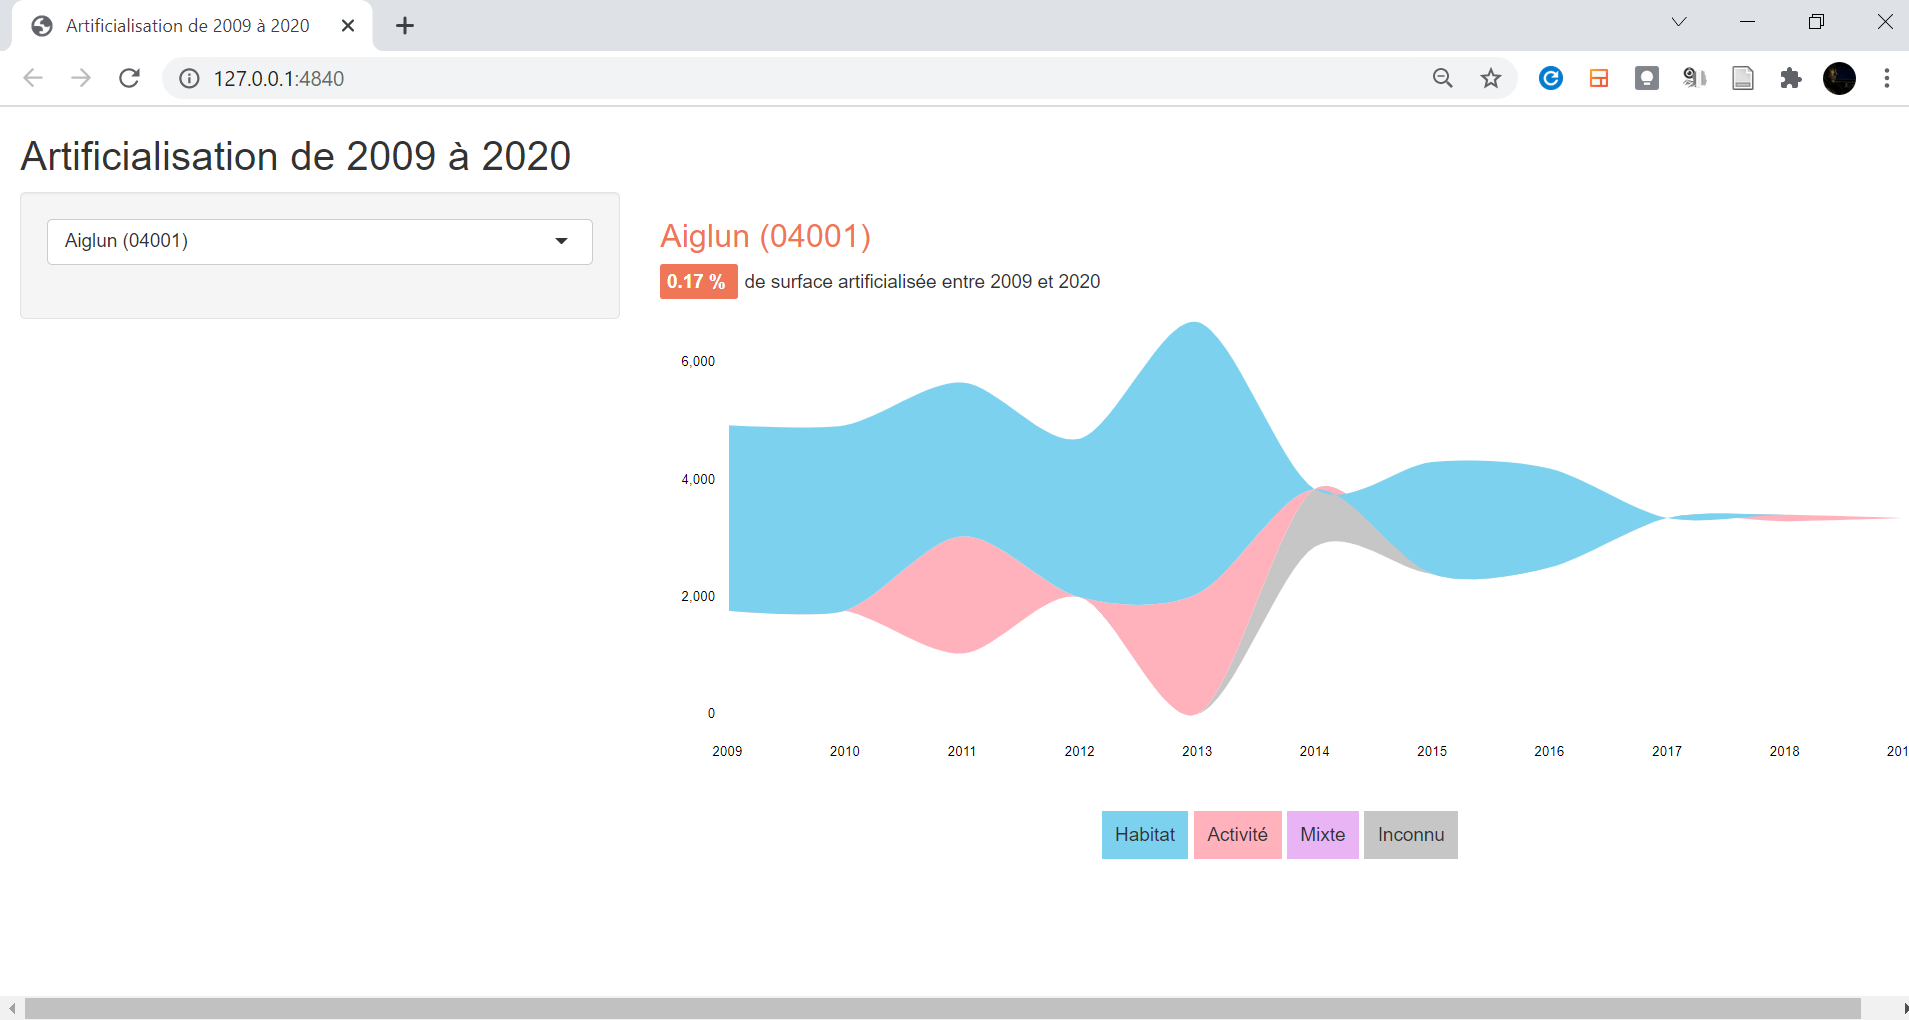 Artificialisation de 2009 à 2020
127.0.0.1:4840
Artificialisation de 2009 à 2020
Aiglun (04001)
Aiglun (04001)
0.17 % de surface artificialisée entre 2009 et 2020
6,000
4,000
2,000
0
2009 2010 2011 2012 2013 2014 2015 2016 2017 2018 201
Habitat Activité Mixte Inconnu